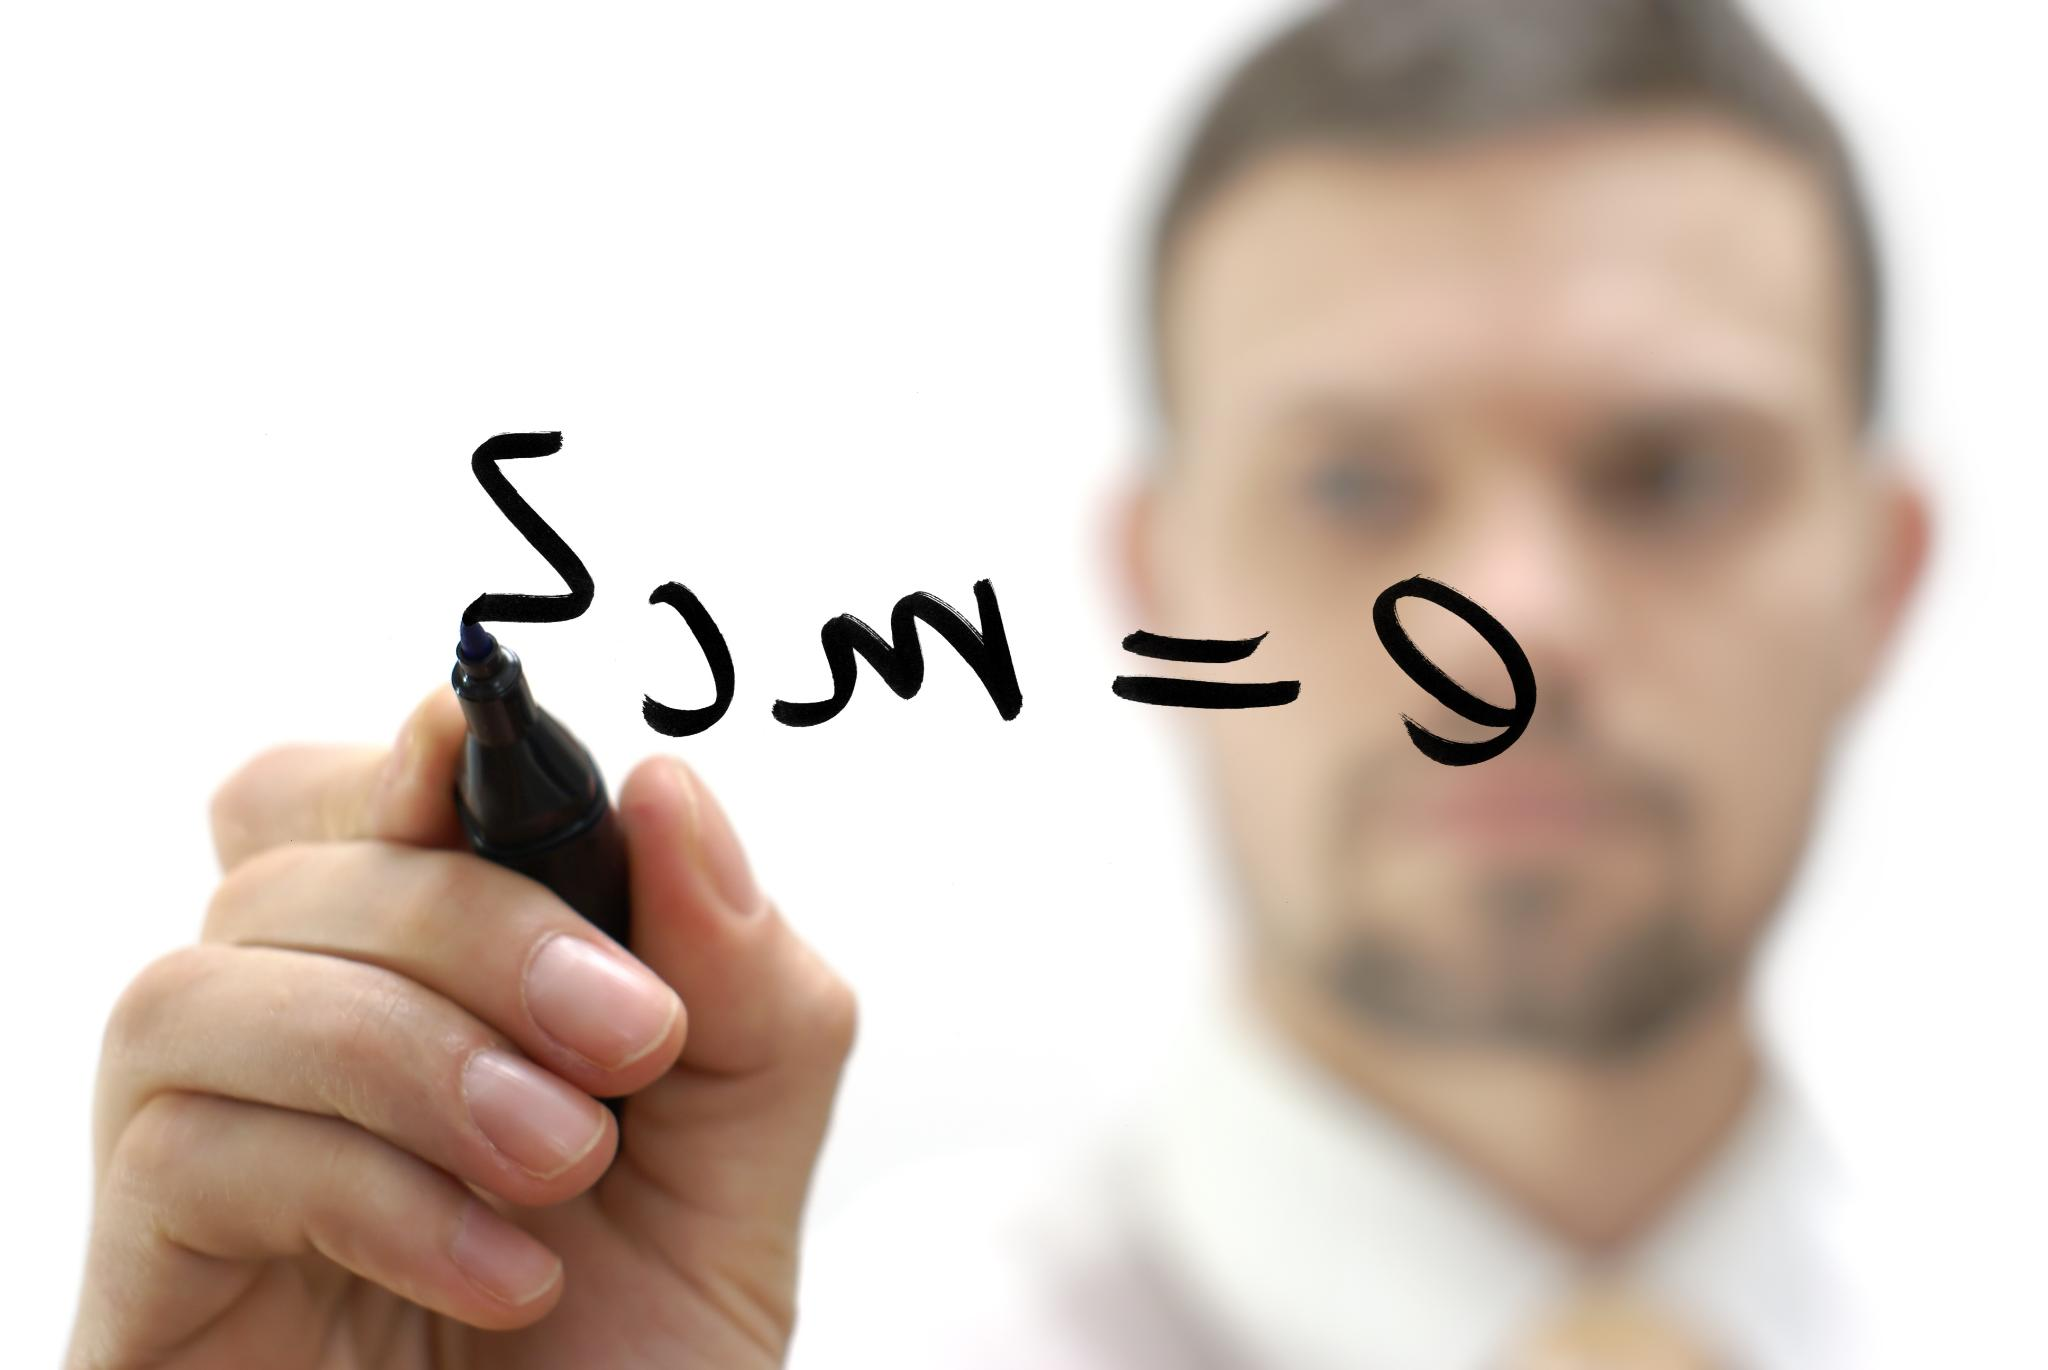 e = mc²